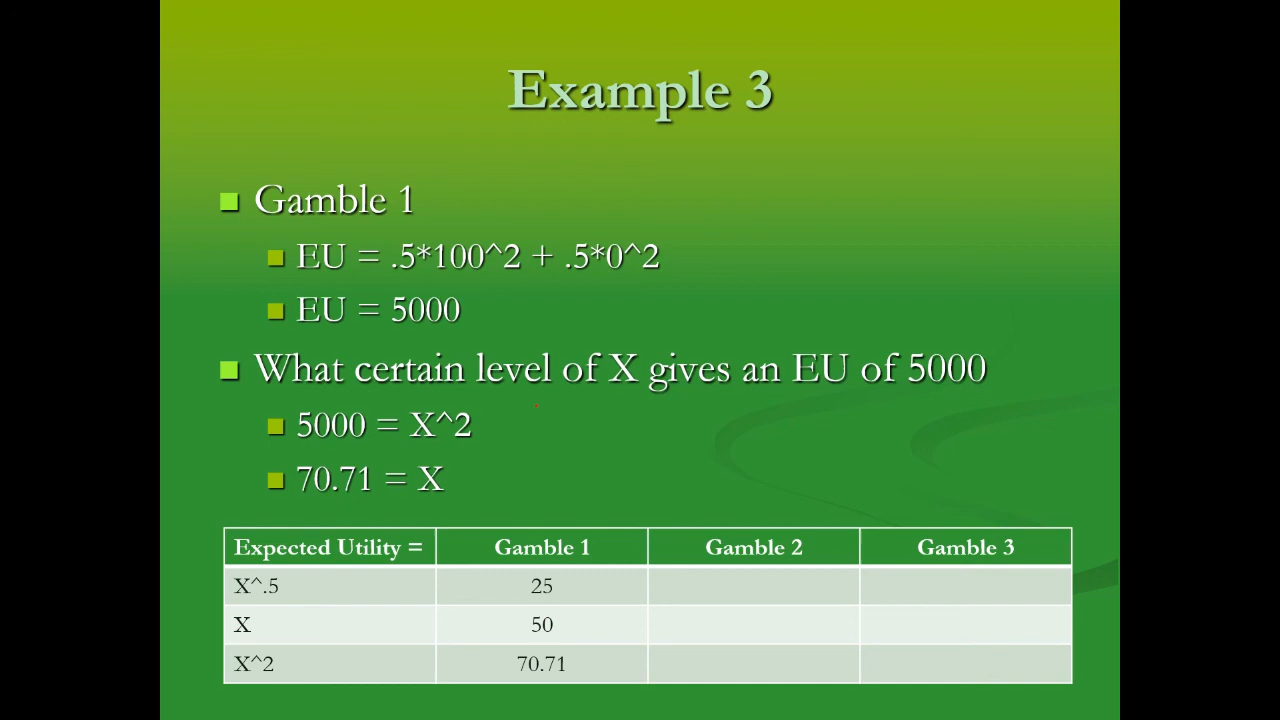 Example 3
Gamble 1
EU = .5*100^2 + .5*0^2
EU = 5000
What certain level of X gives an EU of 5000
5000 = X^2
70.71 = X
Expected Utility = Gamble 1 Gamble 2 Gamble 3
X^.5 25
X 50
X^2 70.71